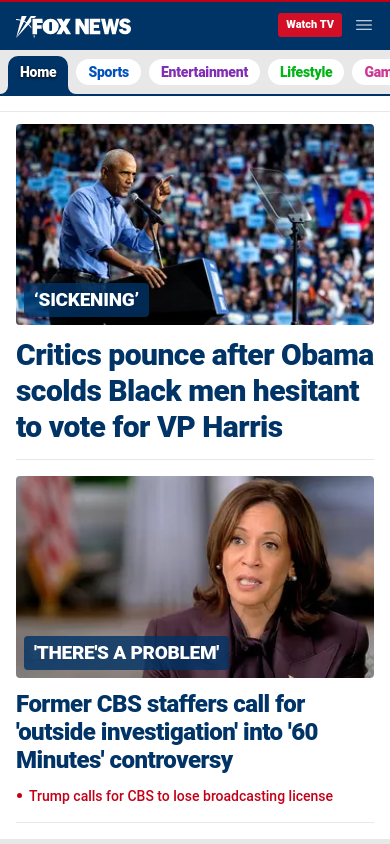 FOX NEWS
Watch TV
Home
Sports
Entertainment
Lifestyle
Gam
VO
‘SICKENING’
Critics pounce after Obama
scolds Black men hesitant
to vote for VP Harris
'THERE'S A PROBLEM'
Former CBS staffers call for
'outside investigation' into '60
Minutes' controversy
• Trump calls for CBS to lose broadcasting license